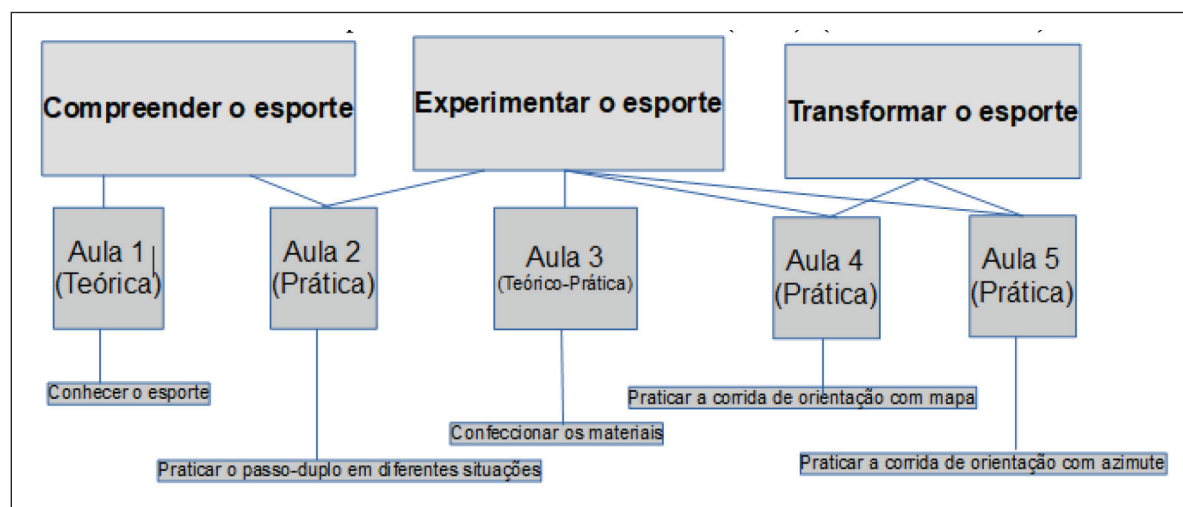 Compreender o esporte
Experimentar o esporte
Transformar o esporte
Aula 1
(Teórica)
Aula 2
(Prática)
Aula 3
(Teórico-Prática)
Aula 4
(Prática)
Aula 5
(Prática)
Conhecer o esporte
Praticar a corrida de orientação com mapa
Confeccionar os materiais
Praticar o passo-duplo em diferentes situações
Praticar a corrida de orientação com azimute